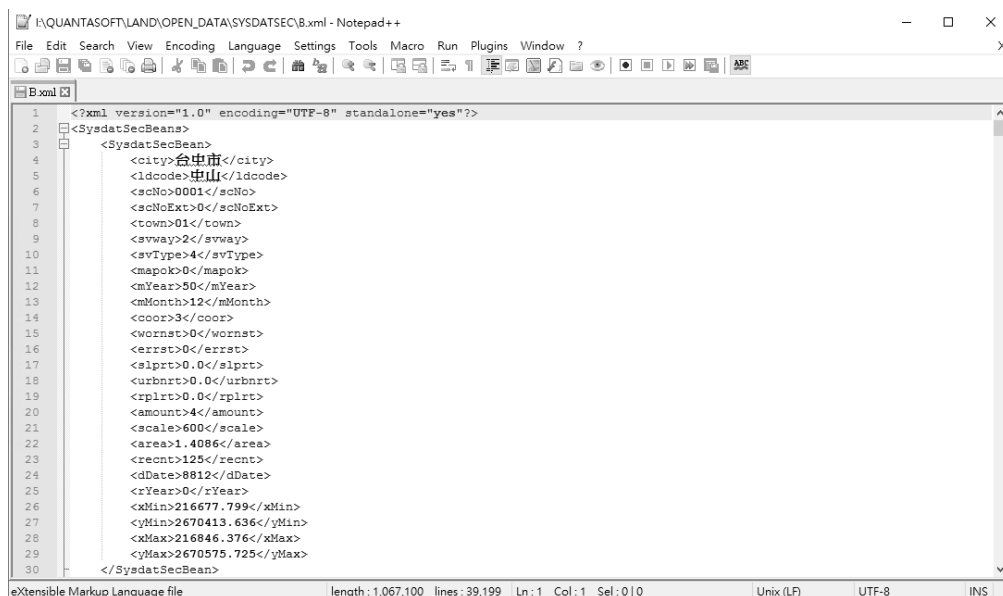 I:\QUANTASOFT\LAND\OPEN_DATA\SYSDATSEC\B.xml - Notepad++
File Edit Search View Encoding Language Settings Tools Macro Run Plugins Window ? X
ABC
B.xml
1 <?xml version="1.0" encoding="UTF-8" standalone="yes"?>
2 <SysdatSecBeans>
3 <SysdatSecBean>
4 <city>台中市</city>
5 <ldcode>中山</ldcode>
6 <scNo>0001</scNo>
7 <scNoExt>0</scNoExt>
8 <town>01</town>
9 <svway>2</svway>
10 <svType>4</svType>
11 <mapok>0</mapok>
12 <mYear>50</mYear>
13 <mMonth>12</mMonth>
14 <coor>3</coor>
15 <wornst>0</wornst>
16 <errst>0</errst>
17 <slprt>0.0</slprt>
18 <urbnrt>0.0</urbnrt>
19 <rplrt>0.0</rplrt>
20 <amount>4</amount>
21 <scale>600</scale>
22 <area>1.4086</area>
23 <recnt>125</recnt>
24 <dDate>8812</dDate>
25 <rYear>0</rYear>
26 <xMin>216677.799</xMin>
27 <yMin>2670413.636</yMin>
28 <xMax>216846.376</xMax>
29 <yMax>2670575.725</yMax>
30 </SysdatSecBean>
eXtensible Markup Language file length : 1,067,100 lines : 39,199 Ln : 1 Col : 1 Sel : 0 | 0 Unix (LF) UTF-8 INS